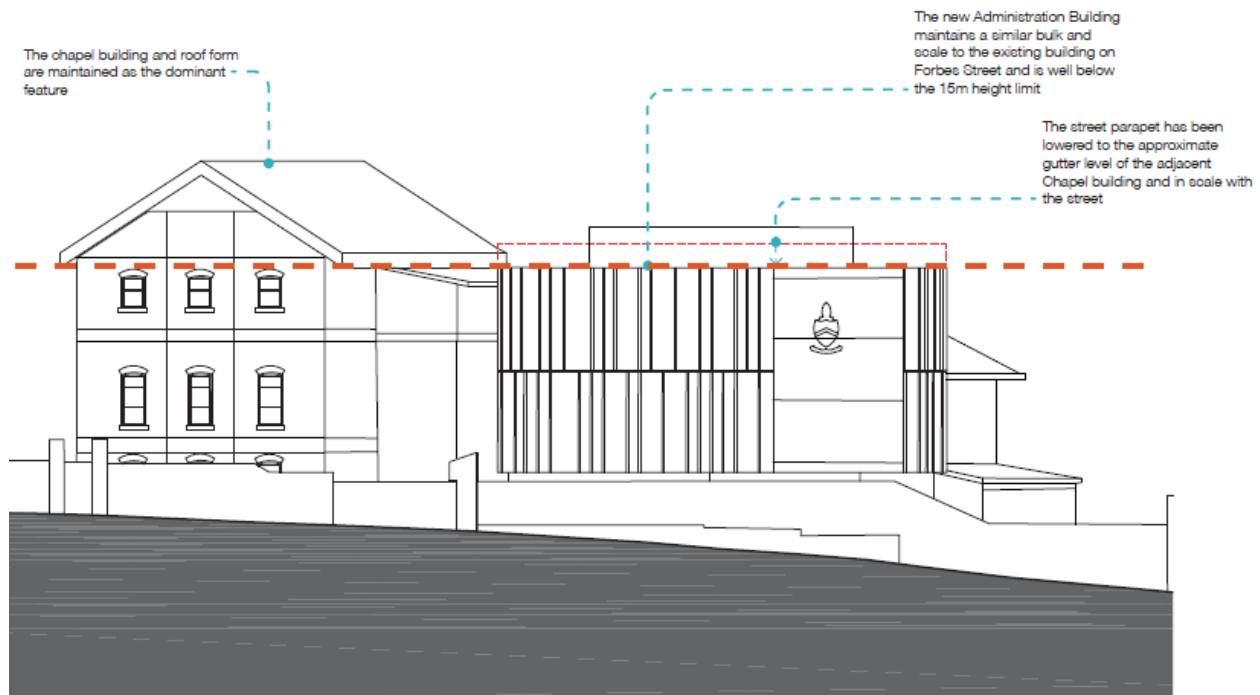 The chapel building and roof form
are maintained as the dominant
feature
The new Administration Building
maintains a similar bulk and
scale to the existing building on
Forbes Street and is well below
the 15m height limit
The street parapet has been
lowered to the approximate
gutter level of the adjacent
Chapel building and in scale with
the street